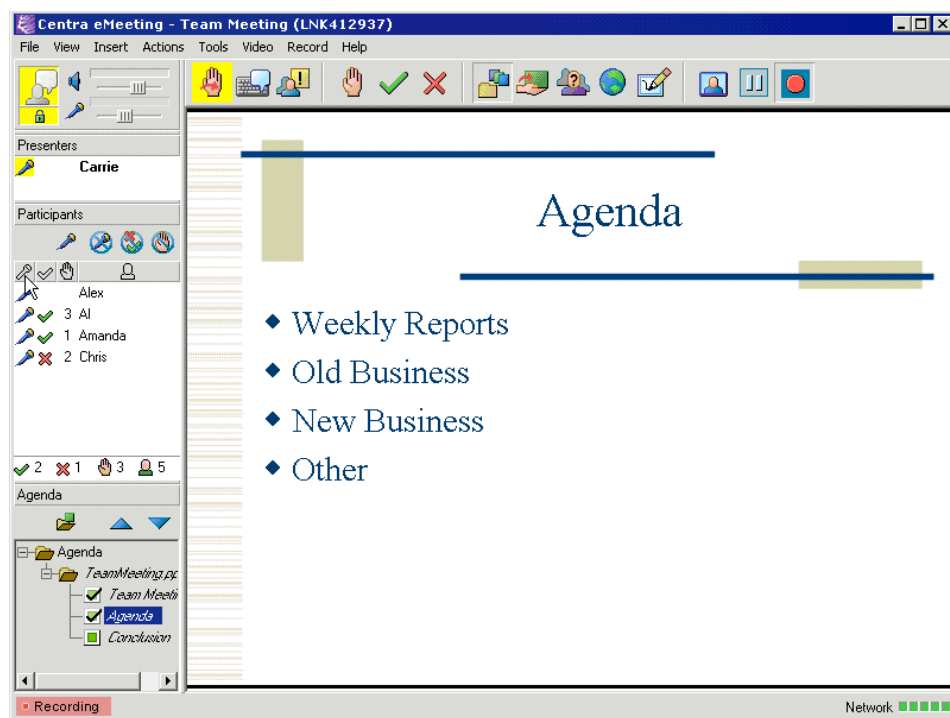 Centra eMeeting - Team Meeting (LNK412937)
File View Insert Actions Tools Video Record Help
Presenters
Carrie
Participants
Alex
3 Al
1 Amanda
2 Chris
2 1 3 5
Agenda
Agenda
TeamMeeting.pp
Team Meetin
Agenda
Conclusion
Agenda
Weekly Reports
Old Business
New Business
Other
Recording
Network